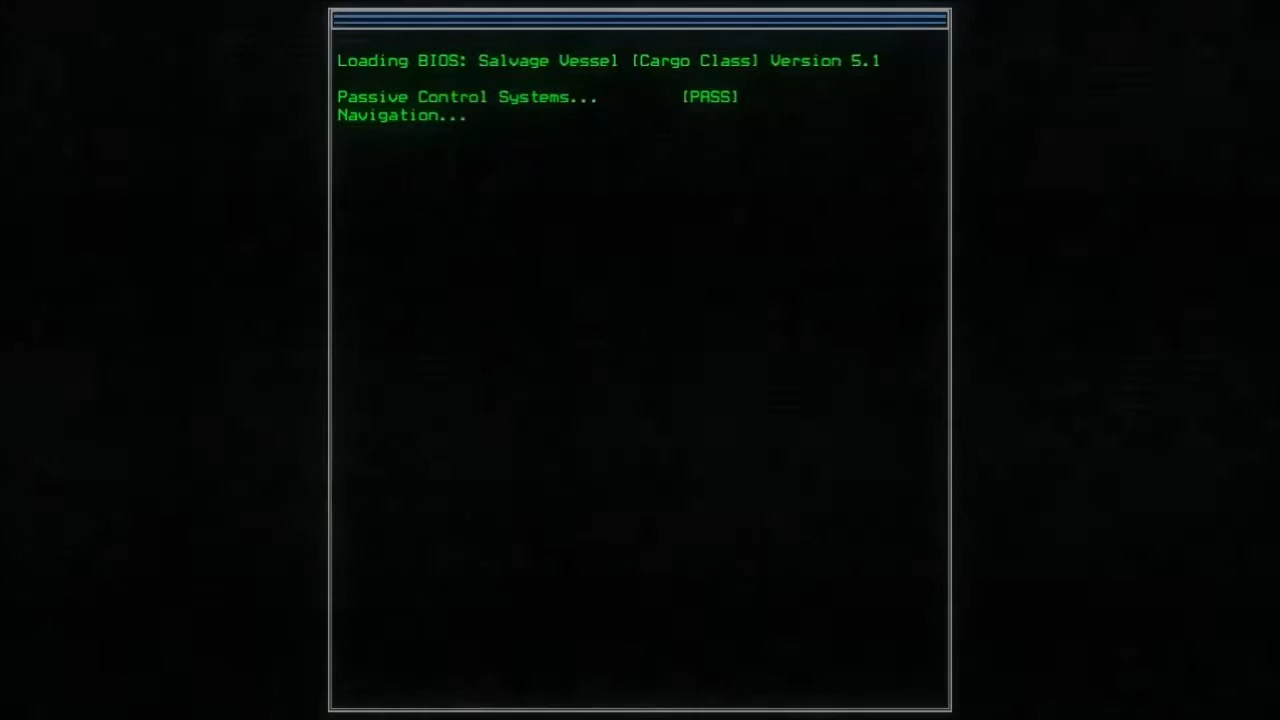 Loading BIOS: Salvage Vessel [Cargo Class] Version 5.1
Passive Control Systems... [PASS]
Navigation...